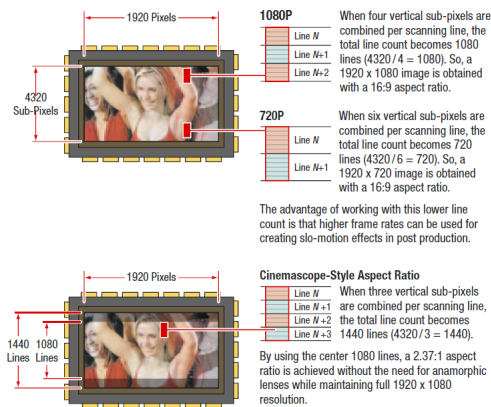 1920 Pixels
4320
Sub-Pixels
1080P
Line N
Line N+1
Line N+2
When four vertical sub-pixels are
combined per scanning line, the
total line count becomes 1080
lines (4320/4 = 1080). So, a
1920 x 1080 image is obtained
with a 16:9 aspect ratio.
720P
Line N
Line N+1
When six vertical sub-pixels are
combined per scanning line, the
total line count becomes 720
lines (4320/6 = 720). So, a
1920 x 720 image is obtained
with a 16:9 aspect ratio.
The advantage of working with this lower line
count is that higher frame rates can be used for
creating slo-motion effects in post production.
1920 Pixels
1440
Lines
1080
Lines
Cinemascope-Style Aspect Ratio
Line N
Line N+1
Line N+2
Line N+3
When three vertical sub-pixels
are combined per scanning line,
the total line count becomes
1440 lines (4320/3 = 1440).
By using the center 1080 lines, a 2.37:1 aspect
ratio is achieved without the need for anamorphic
lenses while maintaining full 1920 x 1080
resolution.